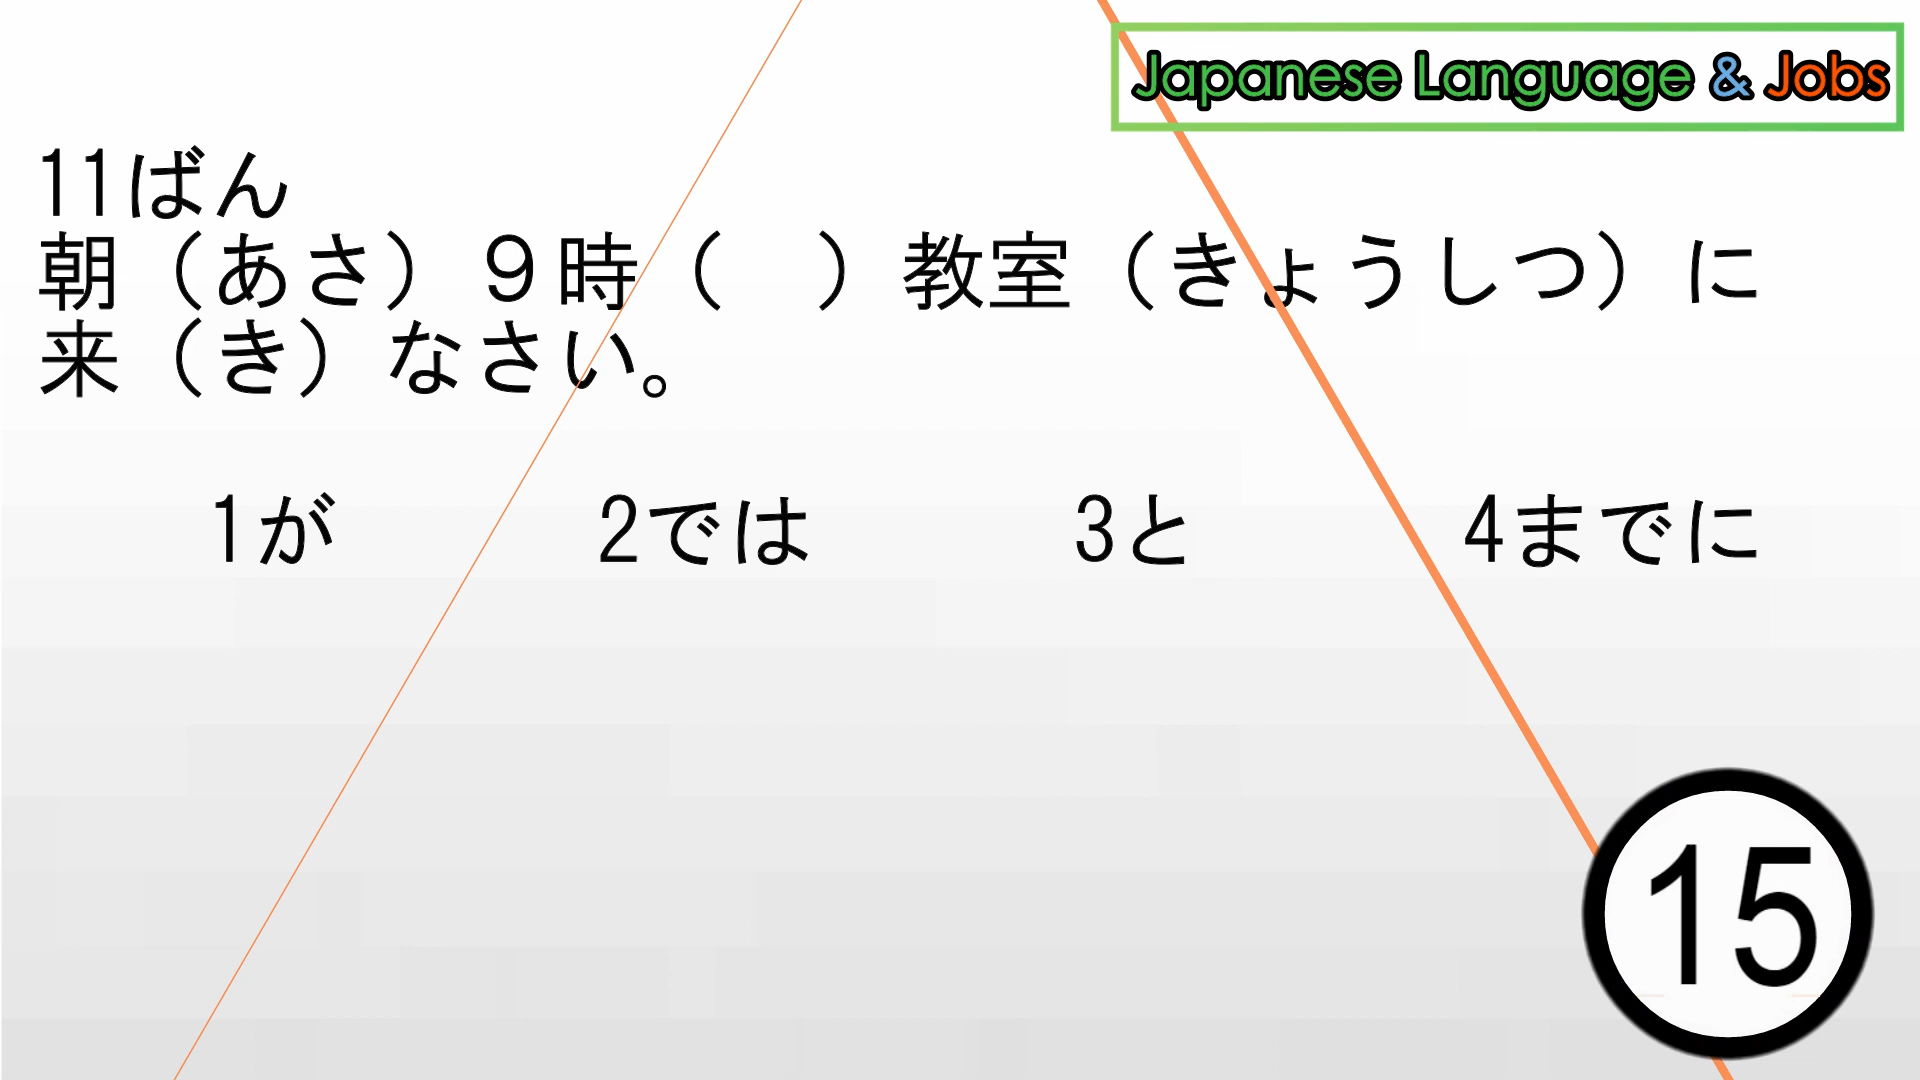 Japanese Language & Jobs
11ばん
朝（あさ）９時（　）教室（きょうしつ）に
来（き）なさい。
1が　2では　3と　4までに
15